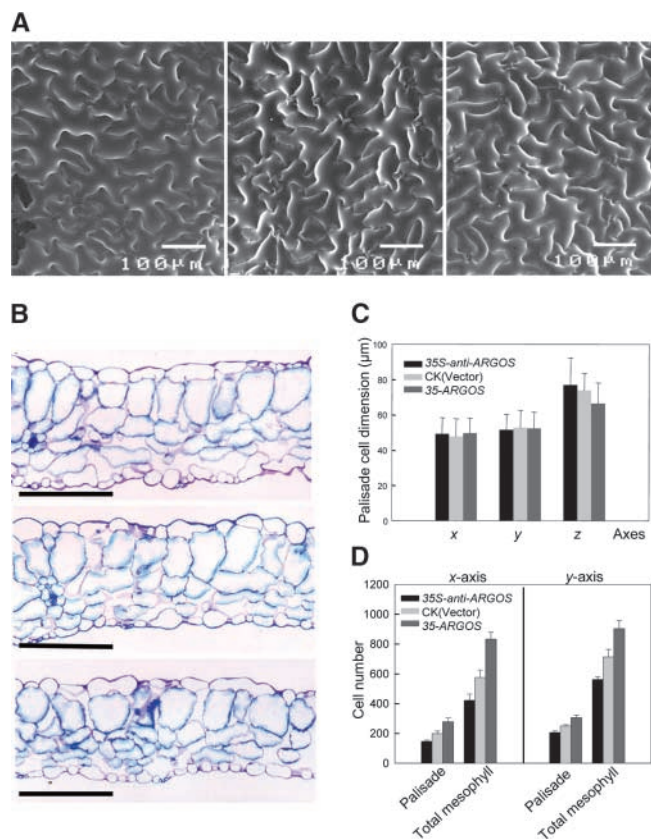 A
100µm
100µm
100µm
B
C
Palisade cell dimension (µm)
100
80
60
40
20
0
35S-anti-ARGOS
CK(Vector)
35-ARGOS
x
y
z
Axes
D
x-axis
y-axis
Cell number
1200
1000
800
600
400
200
0
35S-anti-ARGOS
CK(Vector)
35-ARGOS
Palisade
Total mesophyll
Palisade
Total mesophyll